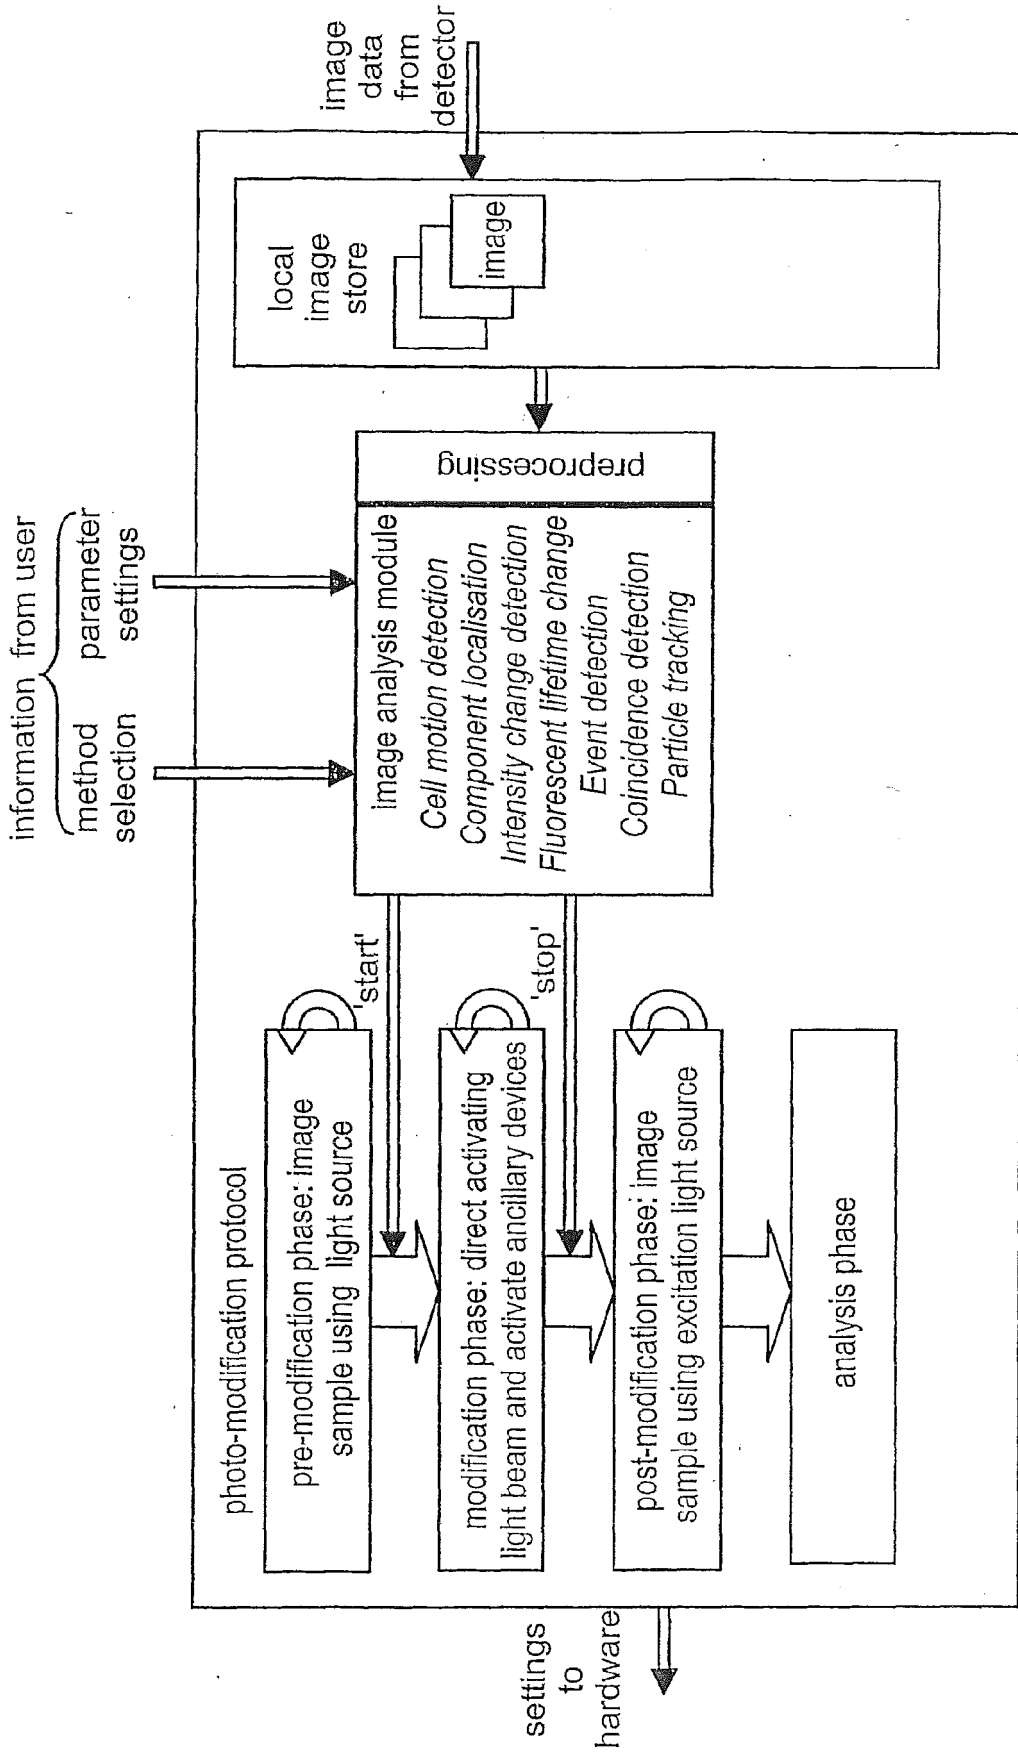 information from user
method
selection
parameter
settings
photo-modification protocol
pre-modification phase: image
sample using light source
'start'
modification phase: direct activating
light beam and activate ancillary devices
'stop'
post-modification phase: image
sample using excitation light source
analysis phase
settings
to
hardware
image analysis module
Cell motion detection
Component localisation
Intensity change detection
Fluorescent lifetime change
Event detection
Coincidence detection
Particle tracking
preprocessing
local
image
store
image
image
data
from
detector